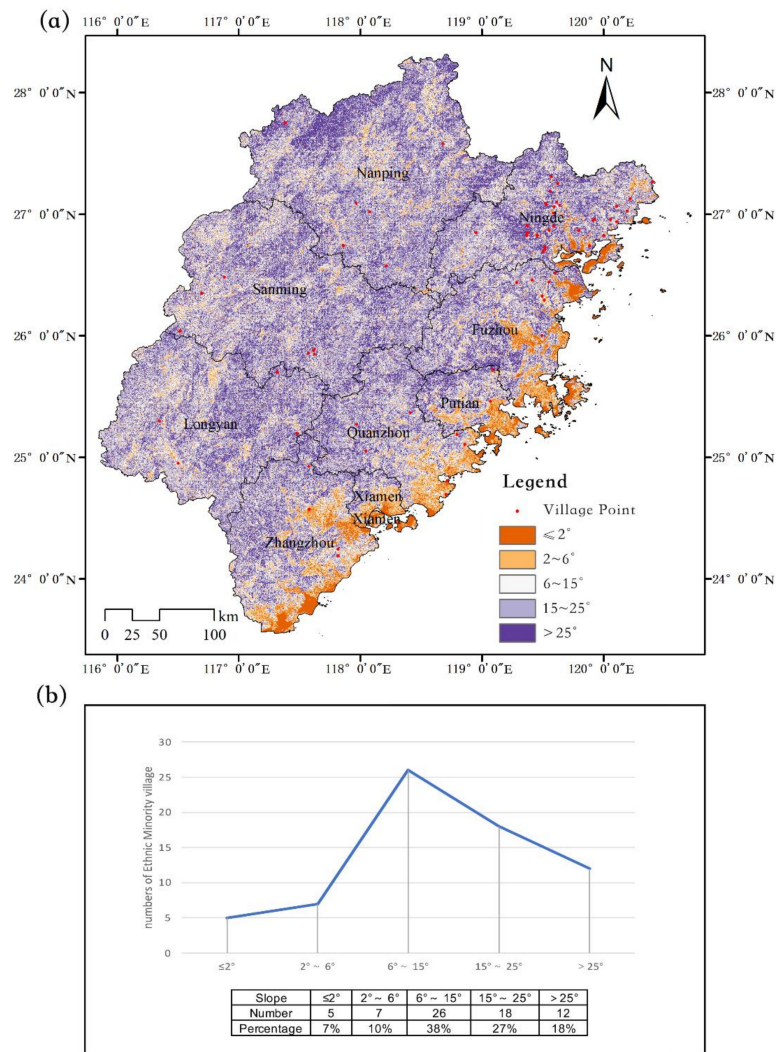 (a)
116° 0′0″E 117° 0′0″E 118° 0′0″E 119° 0′0″E 120° 0′0″E
N
28° 0′0″N 28° 0′0″N
Nanping
27° 0′0″N 27° 0′0″N
Ningde
Sanming
26° 0′0″N 26° 0′0″N
Fuzhou
Putian
Longyan
Quanzhou
25° 0′0″N 25° 0′0″N
Xiamen
Xiamen
Zhangzhou
24° 0′0″N 24° 0′0″N
Legend
Village Point
⩽2°
2~6°
6~15°
15~25°
>25°
km
0 25 50 100
116° 0′0″E 117° 0′0″E 118° 0′0″E 119° 0′0″E 120° 0′0″E
(b)
numbers of Ethnic Minority village
30
25
20
15
10
5
0
≤2° 2° ~ 6° 6° ~ 15° 15° ~ 25° > 25°
Slope ≤2° 2° ~ 6° 6° ~ 15° 15° ~ 25° > 25°
Number 5 7 26 18 12
Percentage 7% 10% 38% 27% 18%